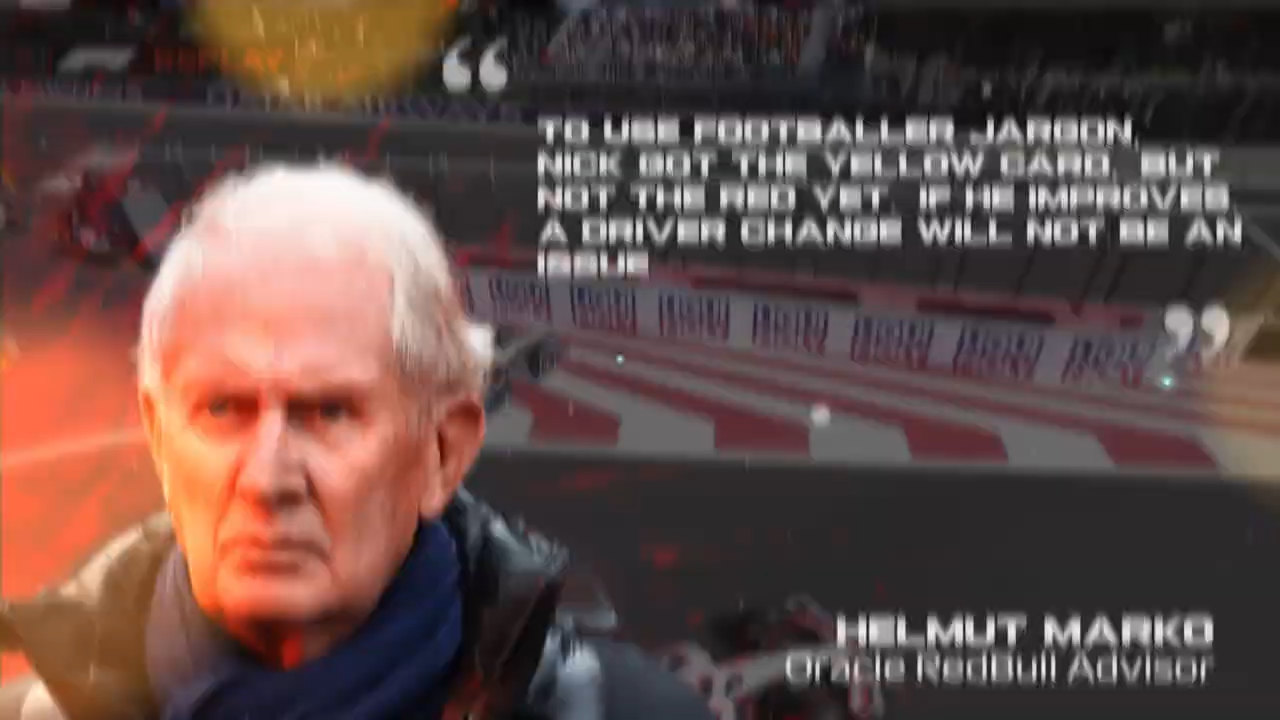 REPLAY
“
TO USE FOOTBALLER JARGON,
NICK GOT THE YELLOW CARD, BUT
NOT THE RED YET. IF HE IMPROVES,
A DRIVER CHANGE WILL NOT BE AN
ISSUE
”
HELMUT MARKO
Oracle RedBull Advisor